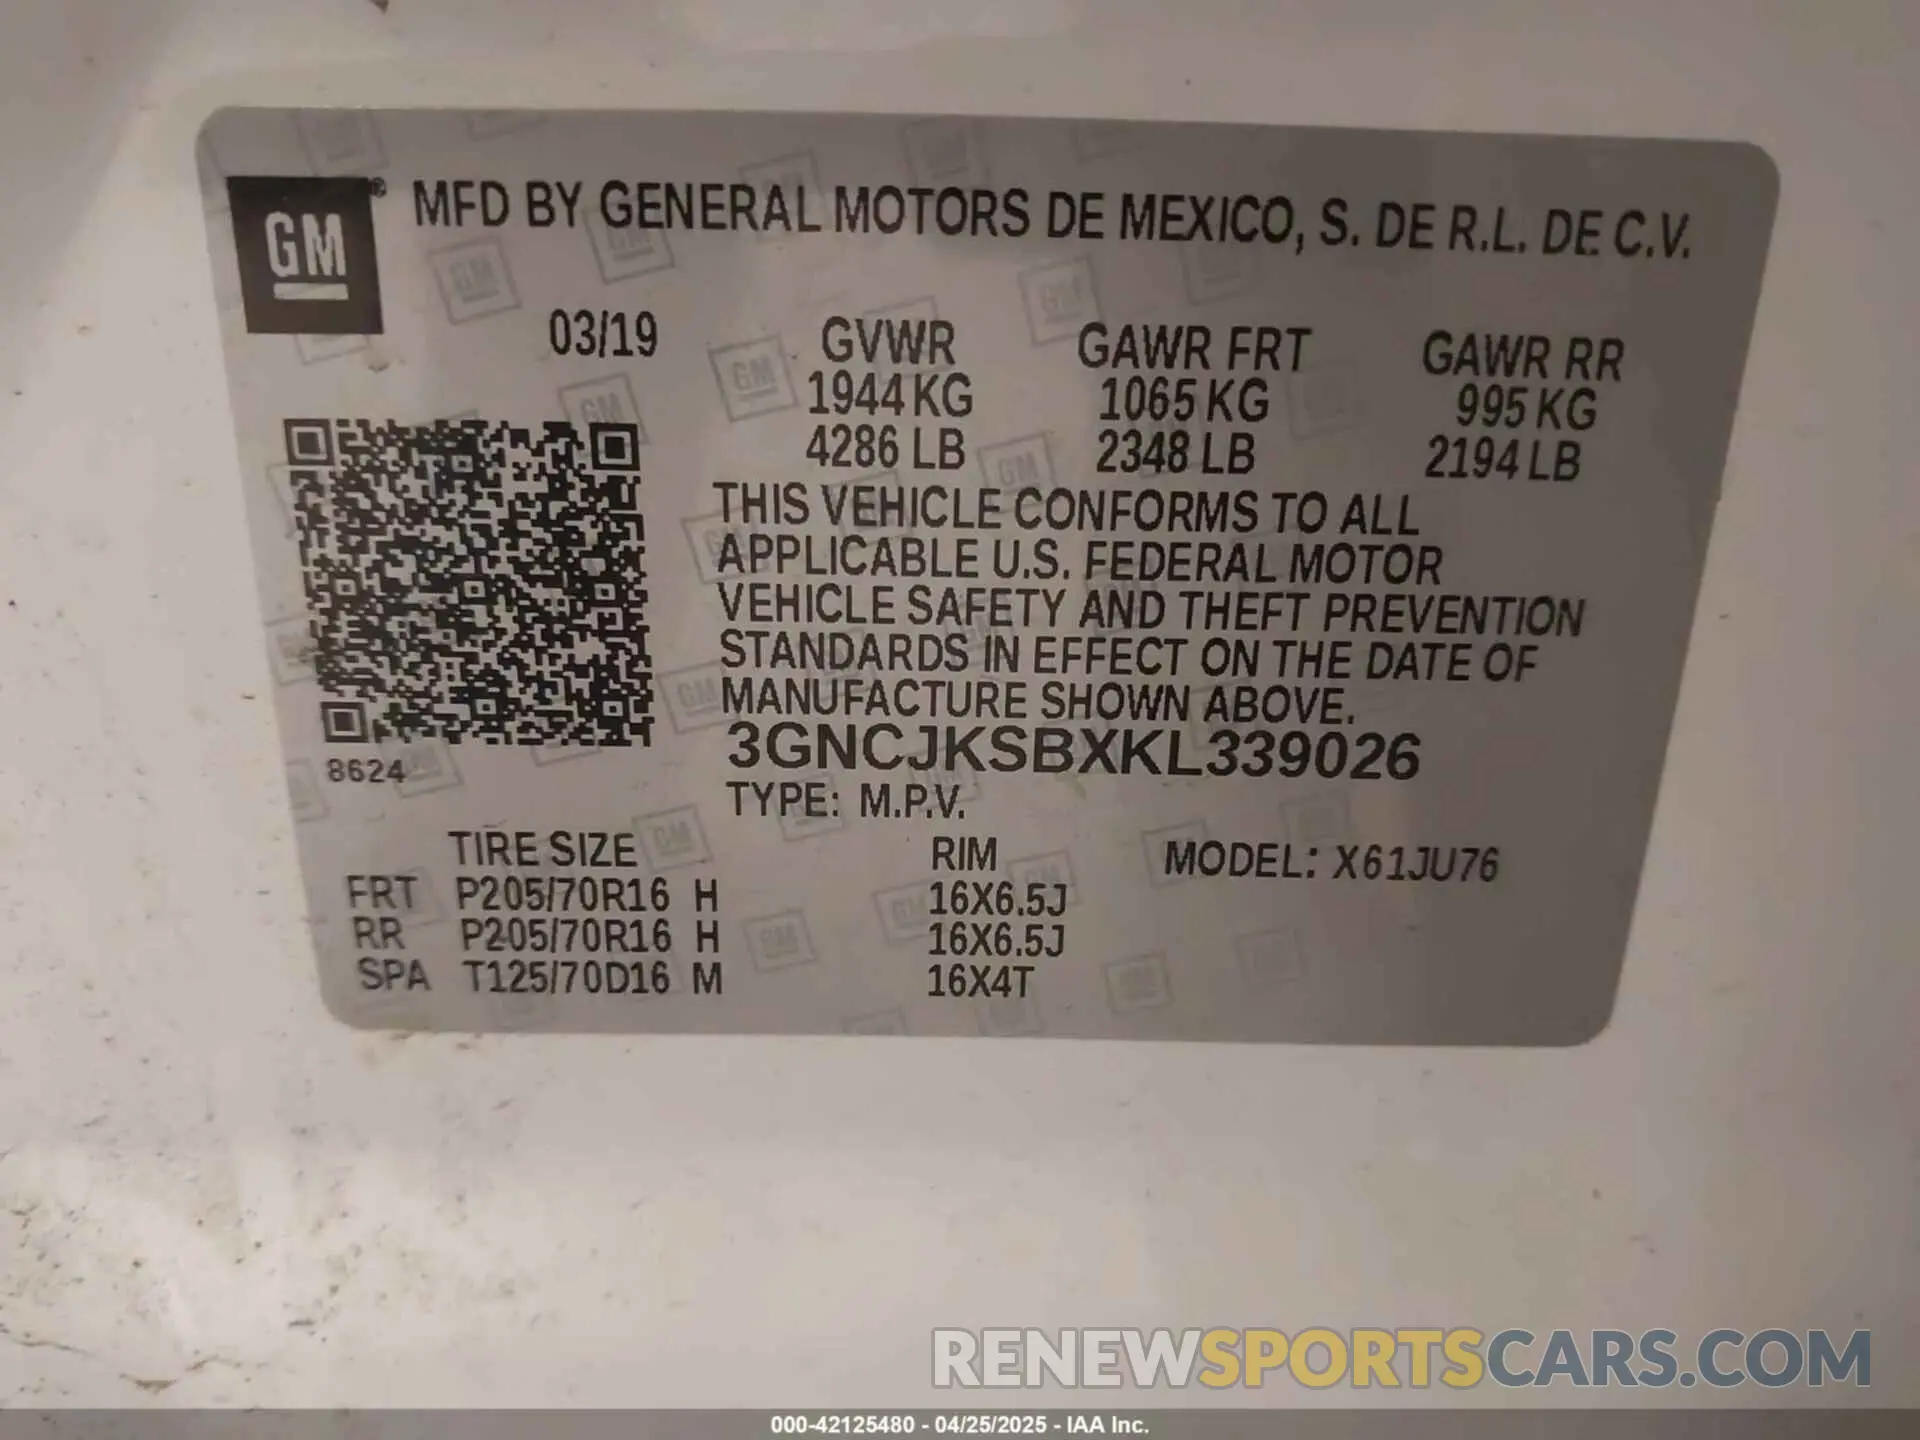 GM® MFD BY GENERAL MOTORS DE MEXICO, S. DE R.L. DE C.V.
03/19 GVWR GAWR FRT GAWR RR
1944 KG 1065 KG 995 KG
4286 LB 2348 LB 2194 LB
THIS VEHICLE CONFORMS TO ALL
APPLICABLE U.S. FEDERAL MOTOR
VEHICLE SAFETY AND THEFT PREVENTION
STANDARDS IN EFFECT ON THE DATE OF
MANUFACTURE SHOWN ABOVE.
3GNCJKSBXKL339026
8624
TYPE: M.P.V.
TIRE SIZE RIM MODEL: X61JU76
FRT P205/70R16 H 16X6.5J
RR P205/70R16 H 16X6.5J
SPA T125/70D16 M 16X4T
RENEWSPORTSCARS.COM
000-42125480 - 04/25/2025 - IAA Inc.